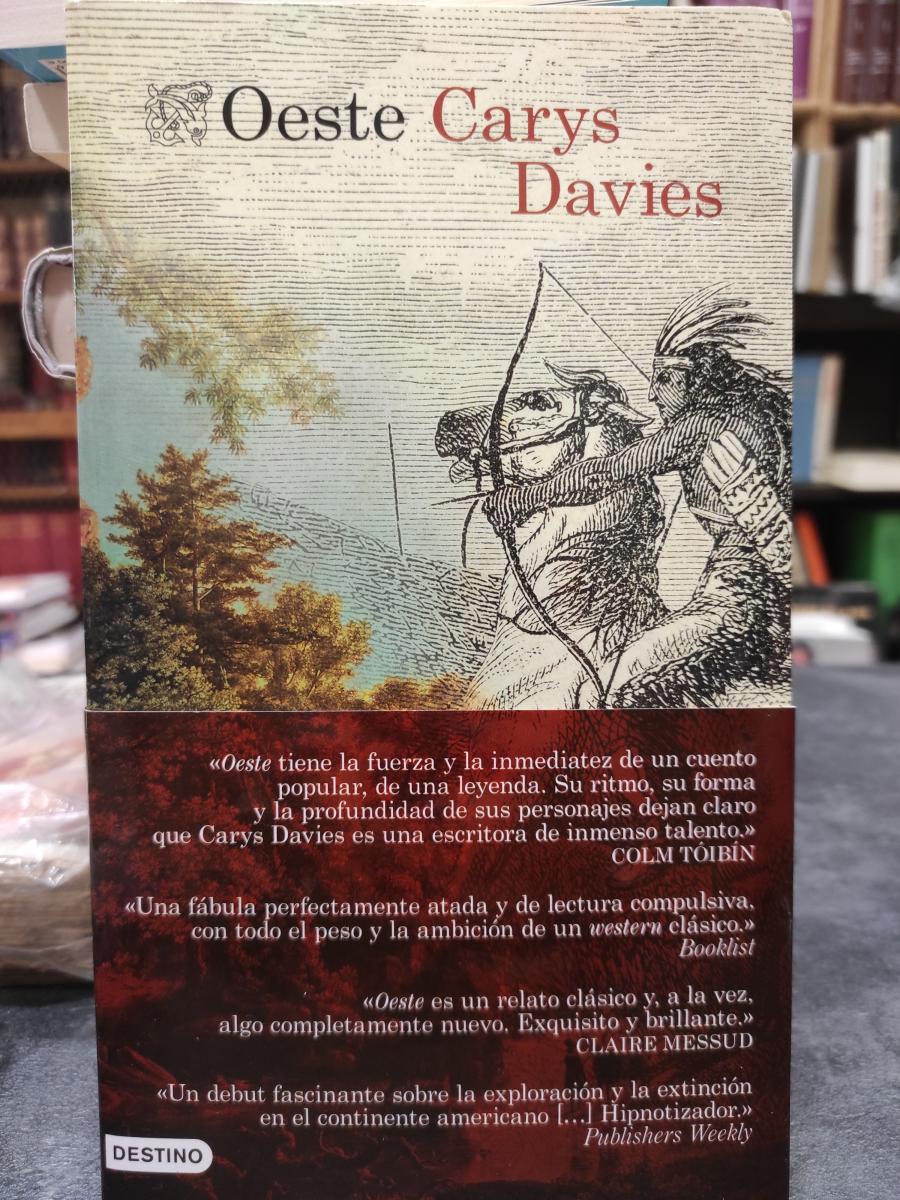 Oeste Carys
Davies
«Oeste tiene la fuerza y la inmediatez de un cuento
popular, de una leyenda. Su ritmo, su forma
y la profundidad de sus personajes dejan claro
que Carys Davies es una escritora de inmenso talento.»
COLM TÓIBÍN
«Una fábula perfectamente atada y de lectura compulsiva,
con todo el peso y la ambición de un western clásico.»
Booklist
«Oeste es un relato clásico y, a la vez,
algo completamente nuevo. Exquisito y brillante.»
CLAIRE MESSUD
«Un debut fascinante sobre la exploración y la extinción
en el continente americano [...] Hipnotizador.»
Publishers Weekly
DESTINO